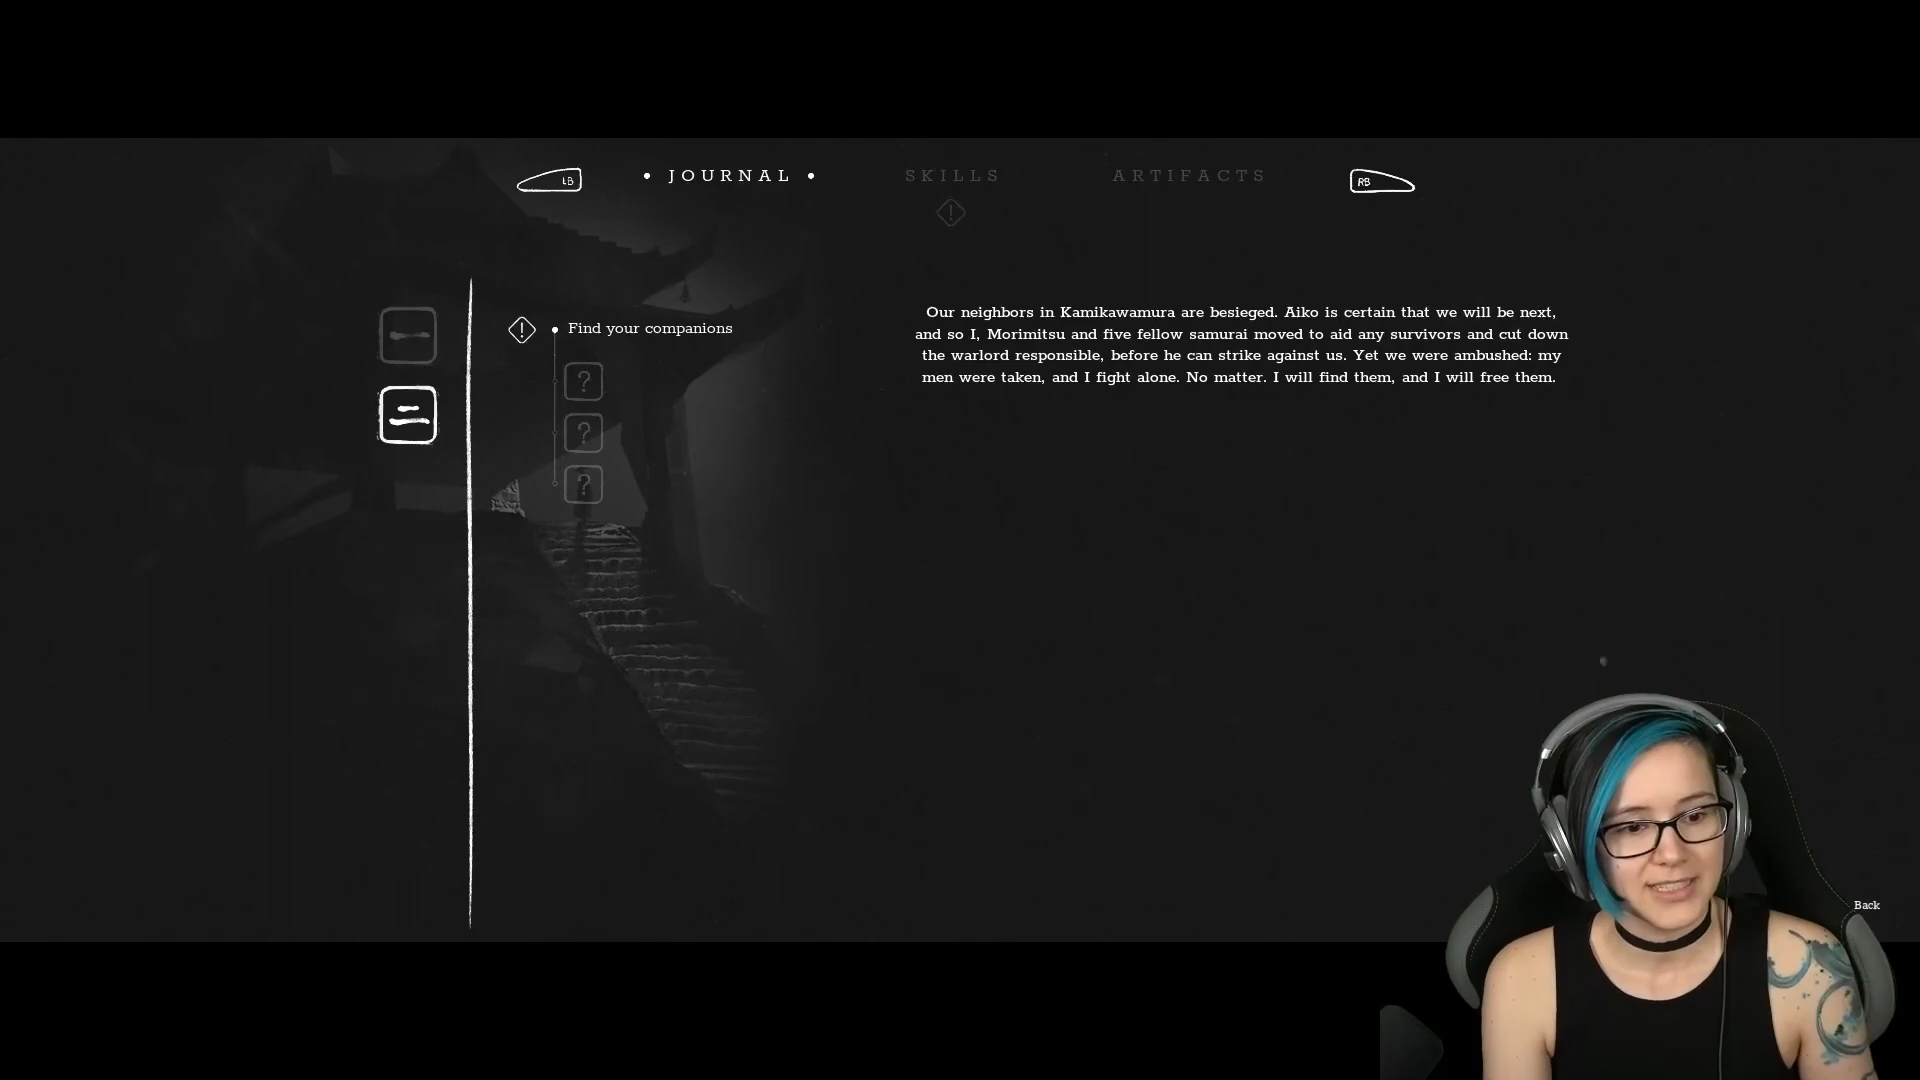 LB
• JOURNAL •
SKILLS
ARTIFACTS
RB
!
一
二
!
Find your companions
?
?
?
Our neighbors in Kamikawamura are besieged. Aiko is certain that we will be next,
and so I, Morimitsu and five fellow samurai moved to aid any survivors and cut down
the warlord responsible, before he can strike against us. Yet we were ambushed: my
men were taken, and I fight alone. No matter. I will find them, and I will free them.
Back